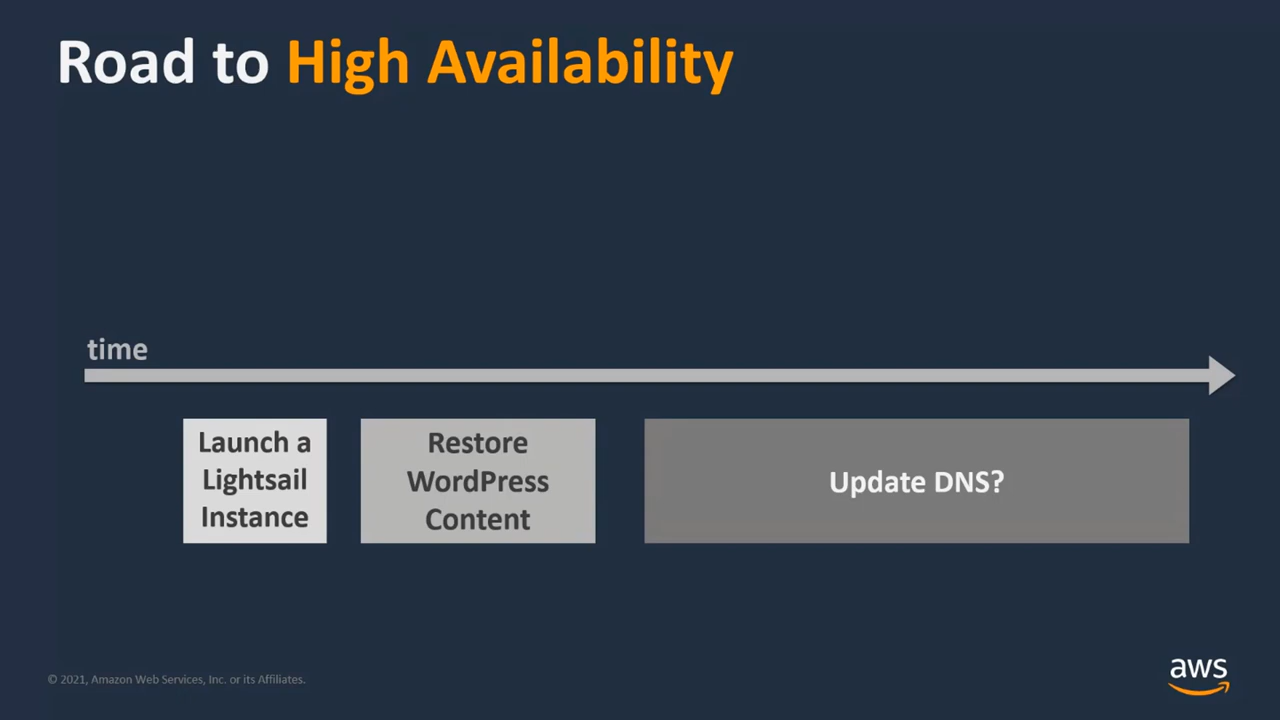 Road to High Availability
time
Launch a
Lightsail
Instance
Restore
WordPress
Content
Update DNS?
© 2021, Amazon Web Services, Inc. or its Affiliates.
aws